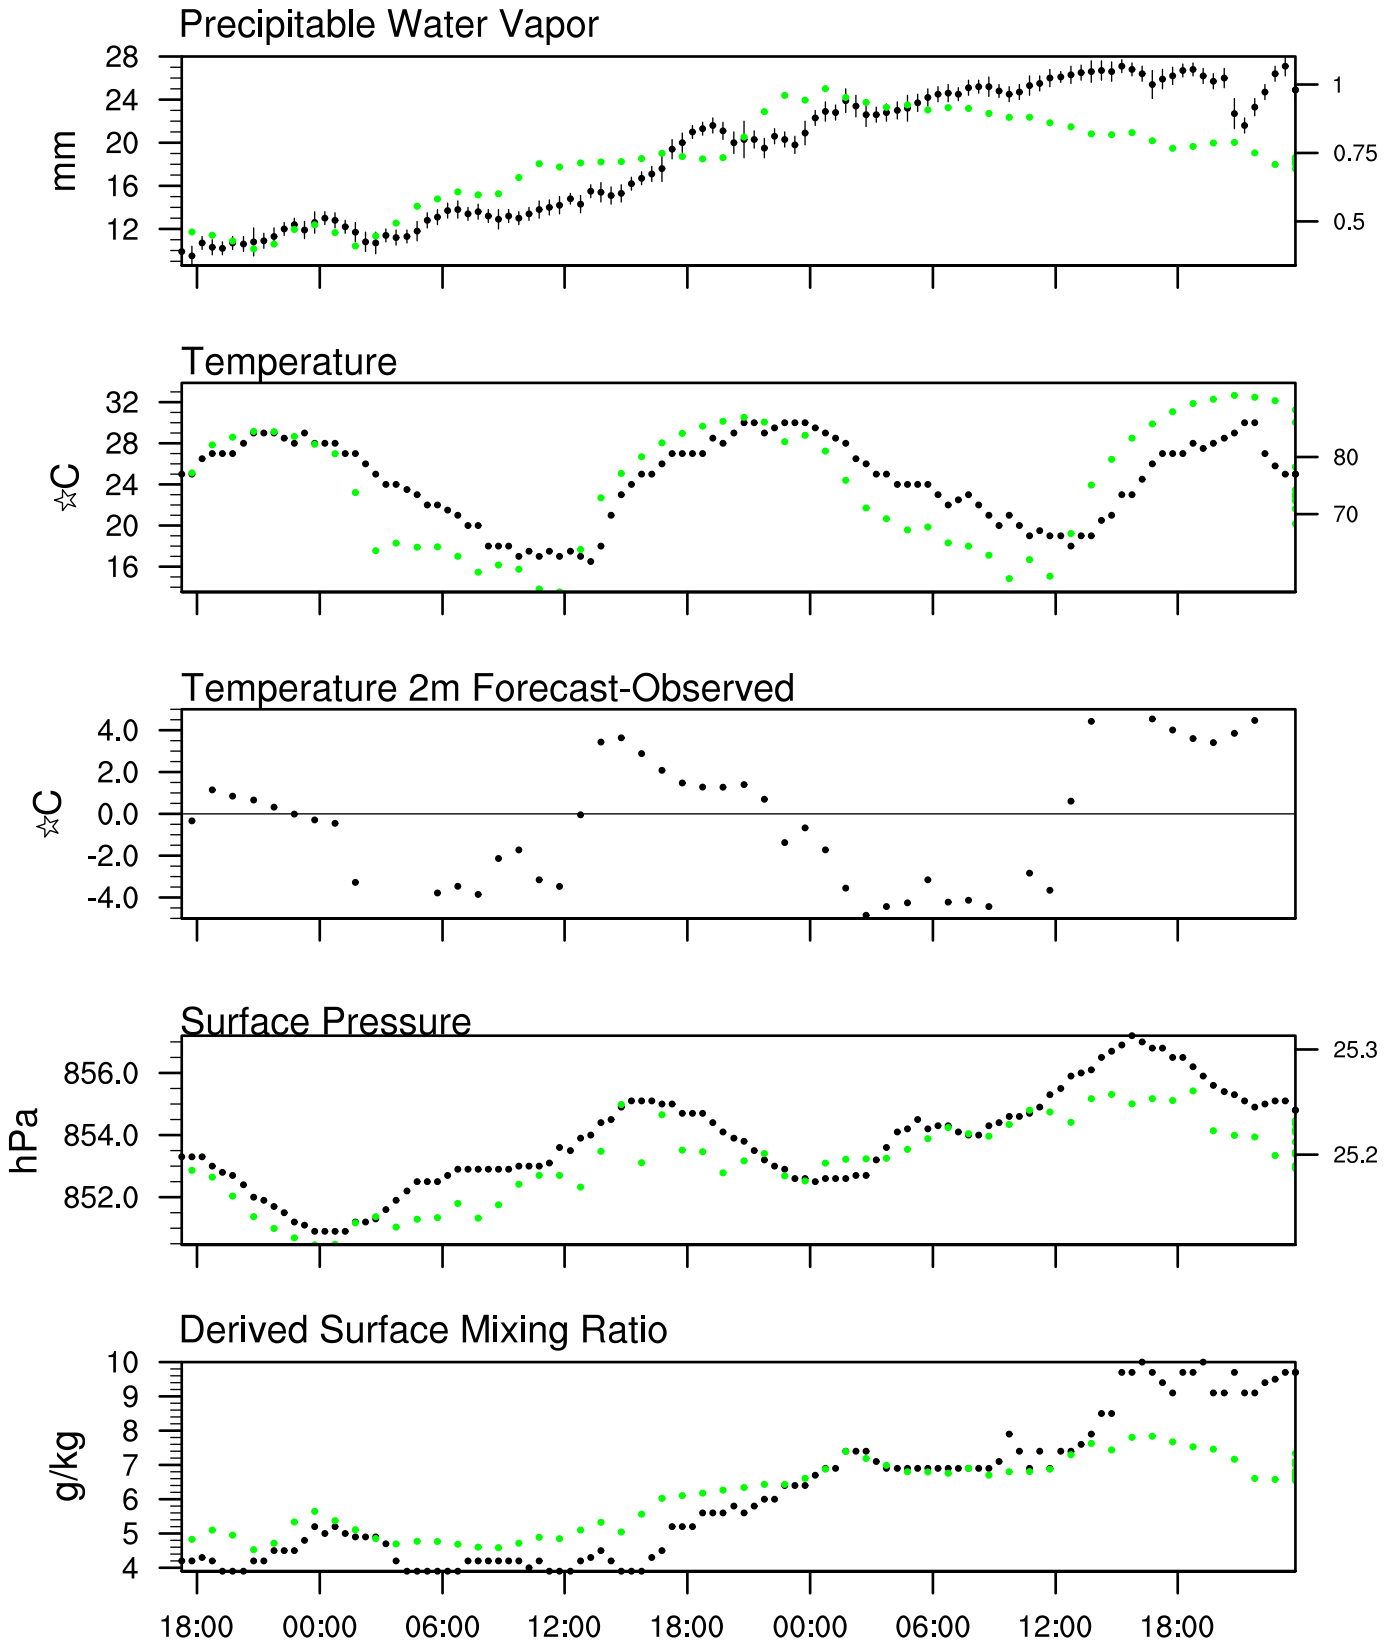 Precipitable Water Vapor
28
24
20
16
12
mm
1
0.75
0.5
Temperature
32
28
24
20
16
☆C
80
70
Temperature 2m Forecast-Observed
4.0
2.0
0.0
-2.0
-4.0
☆C
Surface Pressure
856.0
854.0
852.0
hPa
25.3
25.2
Derived Surface Mixing Ratio
10
9
8
7
6
5
4
g/kg
18:00 00:00 06:00 12:00 18:00 00:00 06:00 12:00 18:00